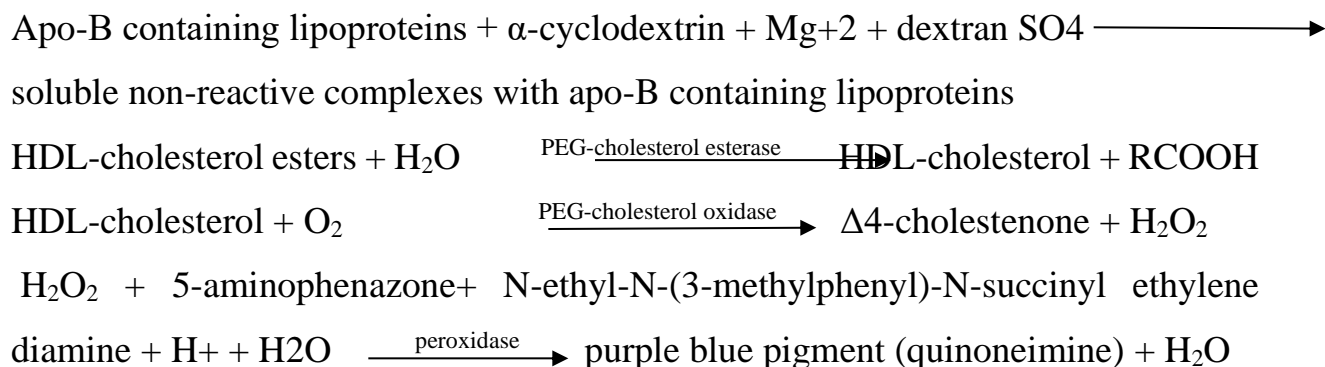 Apo-B containing lipoproteins + α-cyclodextrin + Mg+2 + dextran SO4 ⟶
soluble non-reactive complexes with apo-B containing lipoproteins
HDL-cholesterol esters + H₂O PEG-cholesterol esterase ⟶ HDL-cholesterol + RCOOH
HDL-cholesterol + O₂ PEG-cholesterol oxidase ⟶ Δ4-cholestenone + H₂O₂
H₂O₂ + 5-aminophenazone+ N-ethyl-N-(3-methylphenyl)-N-succinyl ethylene
diamine + H+ + H2O peroxidase ⟶ purple blue pigment (quinoneimine) + H₂O